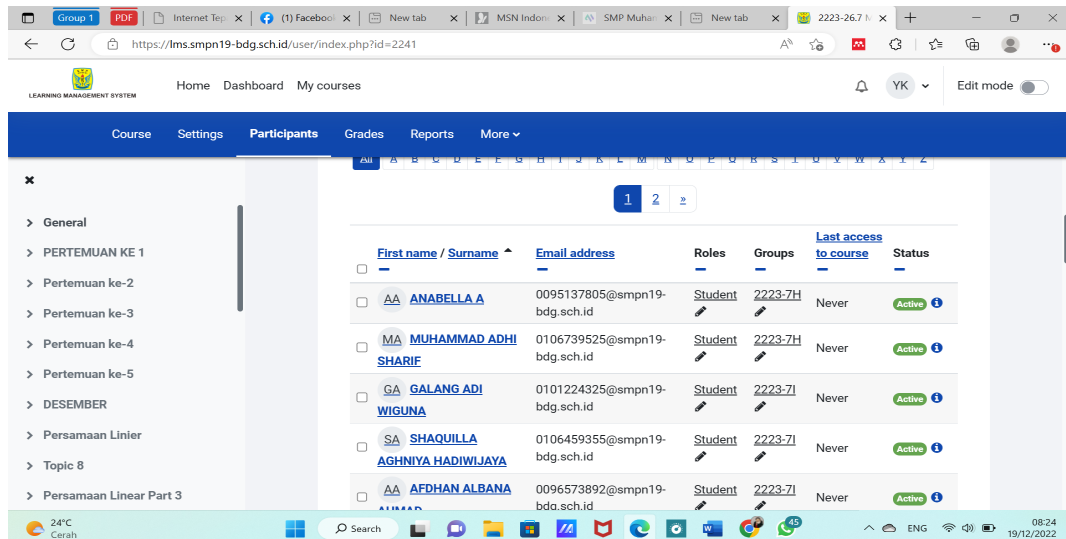 Group 1 PDF Internet Tep (1) Facebool New tab MSN Indone SMP Muhan New tab 2223-26.7 M
https://lms.smpn19-bdg.sch.id/user/index.php?id=2241
LEARNING MANAGEMENT SYSTEM
Home Dashboard My courses YK Edit mode
Course Settings Participants Grades Reports More
All A B C D E F G H I J K L M N O P Q R S T U V W X Y Z
1 2 »
General
PERTEMUAN KE 1
Pertemuan ke-2
Pertemuan ke-3
Pertemuan ke-4
Pertemuan ke-5
DESEMBER
Persamaan Linier
Topic 8
Persamaan Linear Part 3
First name / Surname Email address Roles Groups Last access to course Status
AA ANABELLA A 0095137805@smpn19- Student 2223-7H Never Active
bdg.sch.id
MA MUHAMMAD ADHI 0106739525@smpn19- Student 2223-7H Never Active
SHARIF bdg.sch.id
GA GALANG ADI 0101224325@smpn19- Student 2223-7I Never Active
WIGUNA bdg.sch.id
SA SHAQUILLA 0106459355@smpn19- Student 2223-7I Never Active
AGHNIYA HADIWIJAYA bdg.sch.id
AA AFDHAN ALBANA 0096573892@smpn19- Student 2223-7I Never Active
AHMAD bdg.sch.id
24°C
Cerah
Search 45 ENG 08:24
19/12/2022